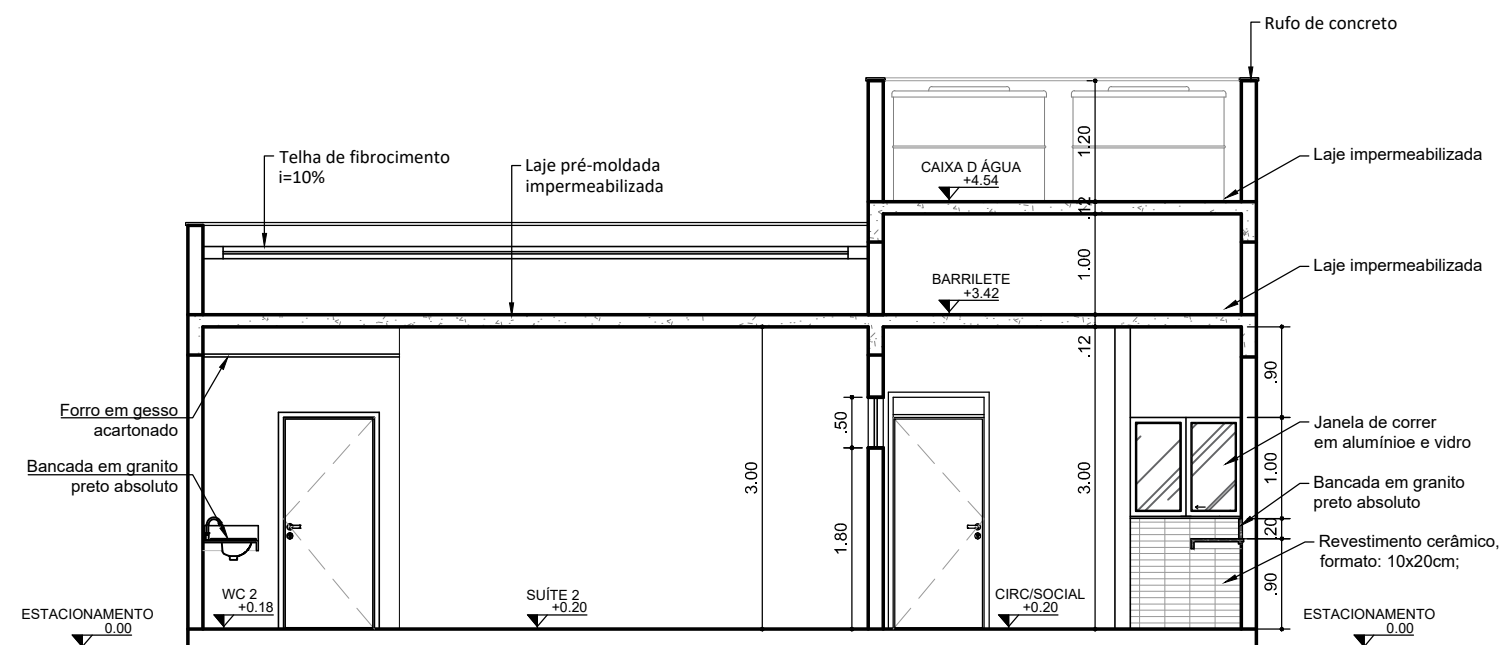 Rufo de concreto
Telha de fibrocimento
i=10%
Laje pré-moldada
impermeabilizada
CAIXA D ÁGUA
+4.54
1.20
Laje impermeabilizada
.12
1.00
BARRILETE
+3.42
Laje impermeabilizada
.12
.90
Forro em gesso
acartonado
Bancada em granito
preto absoluto
.50
3.00
1.80
3.00
1.00
.20
.90
Janela de correr
em alumínioe e vidro
Bancada em granito
preto absoluto
Revestimento cerâmico,
formato: 10x20cm;
ESTACIONAMENTO
0.00
WC 2
+0.18
SUÍTE 2
+0.20
CIRC/SOCIAL
+0.20
ESTACIONAMENTO
0.00